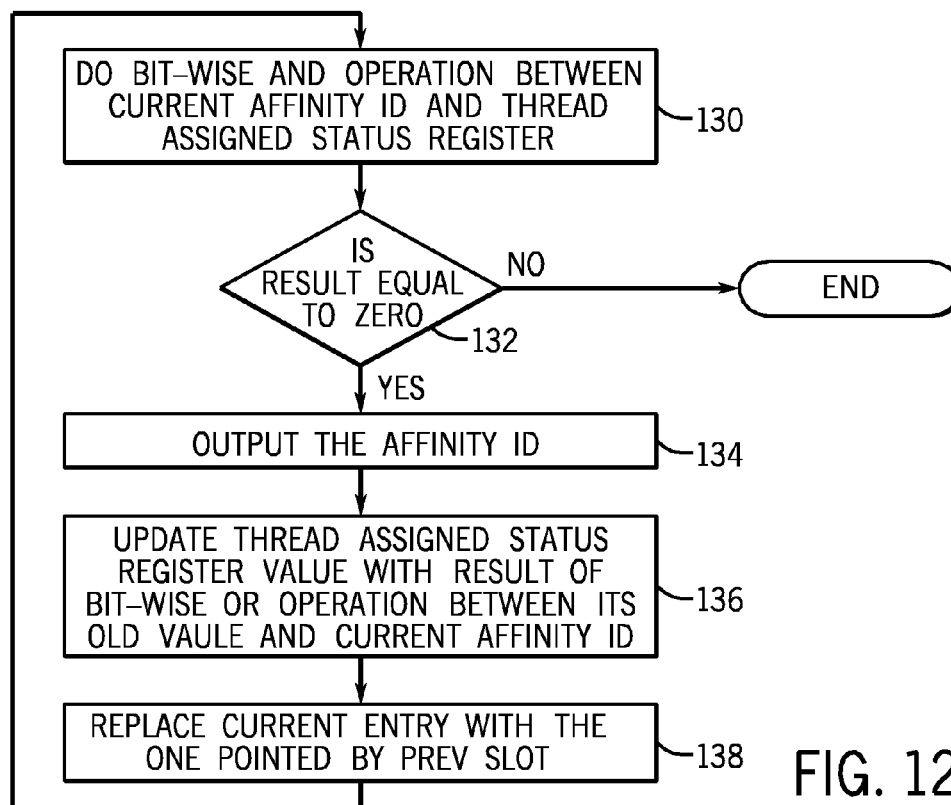 DO BIT–WISE AND OPERATION BETWEEN
CURRENT AFFINITY ID AND THREAD
ASSIGNED STATUS REGISTER
130
IS
RESULT EQUAL
TO ZERO
132
NO
END
YES
OUTPUT THE AFFINITY ID
134
UPDATE THREAD ASSIGNED STATUS
REGISTER VALUE WITH RESULT OF
BIT–WISE OR OPERATION BETWEEN ITS
OLD VAULE AND CURRENT AFFINITY ID
136
REPLACE CURRENT ENTRY WITH THE
ONE POINTED BY PREV SLOT
138
FIG. 12